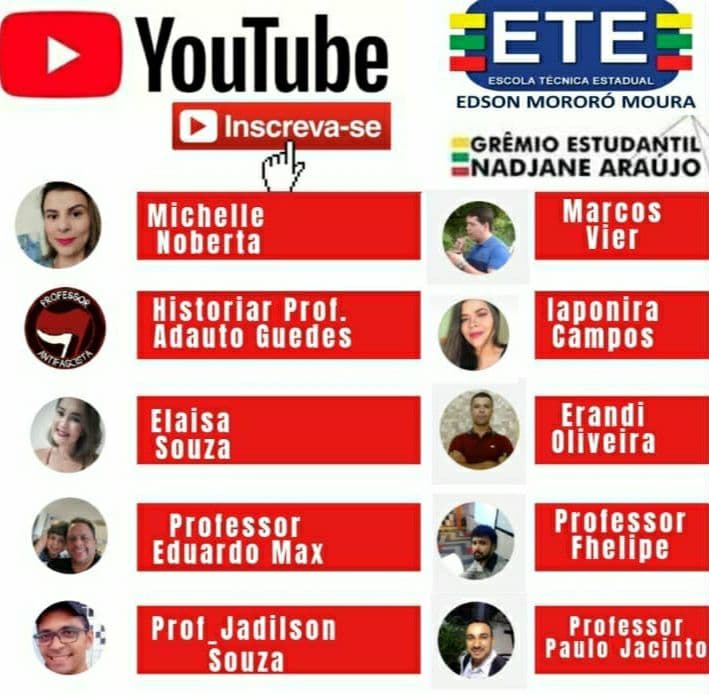 YouTube
Inscreva-se
ETE
ESCOLA TÉCNICA ESTADUAL
EDSON MORORÓ MOURA
GRÊMIO ESTUDANTIL
NADJANE ARAÚJO
Michelle
Noberta
Marcos
Vier
PROFESSOR
ANTIFASCISTA
Historiar Prof.
Adauto Guedes
Iaponira
Campos
Elaisa
Souza
Erandi
Oliveira
Professor
Eduardo Max
Professor
Fhelipe
Prof_Jadilson
Souza
Professor
Paulo Jacinto